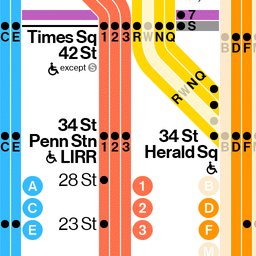 7
S
C E
Times Sq
42 St
except S
1 2 3
R W N Q
R W N Q
B D F M
C E
34 St
Penn Stn
LIRR
1 2 3
34 St
Herald Sq
B D F M
A
28 St
1
B
C
2
D
E
23 St
3
F
M